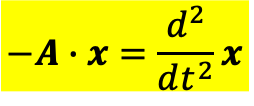 −A · x = d²/dt² x